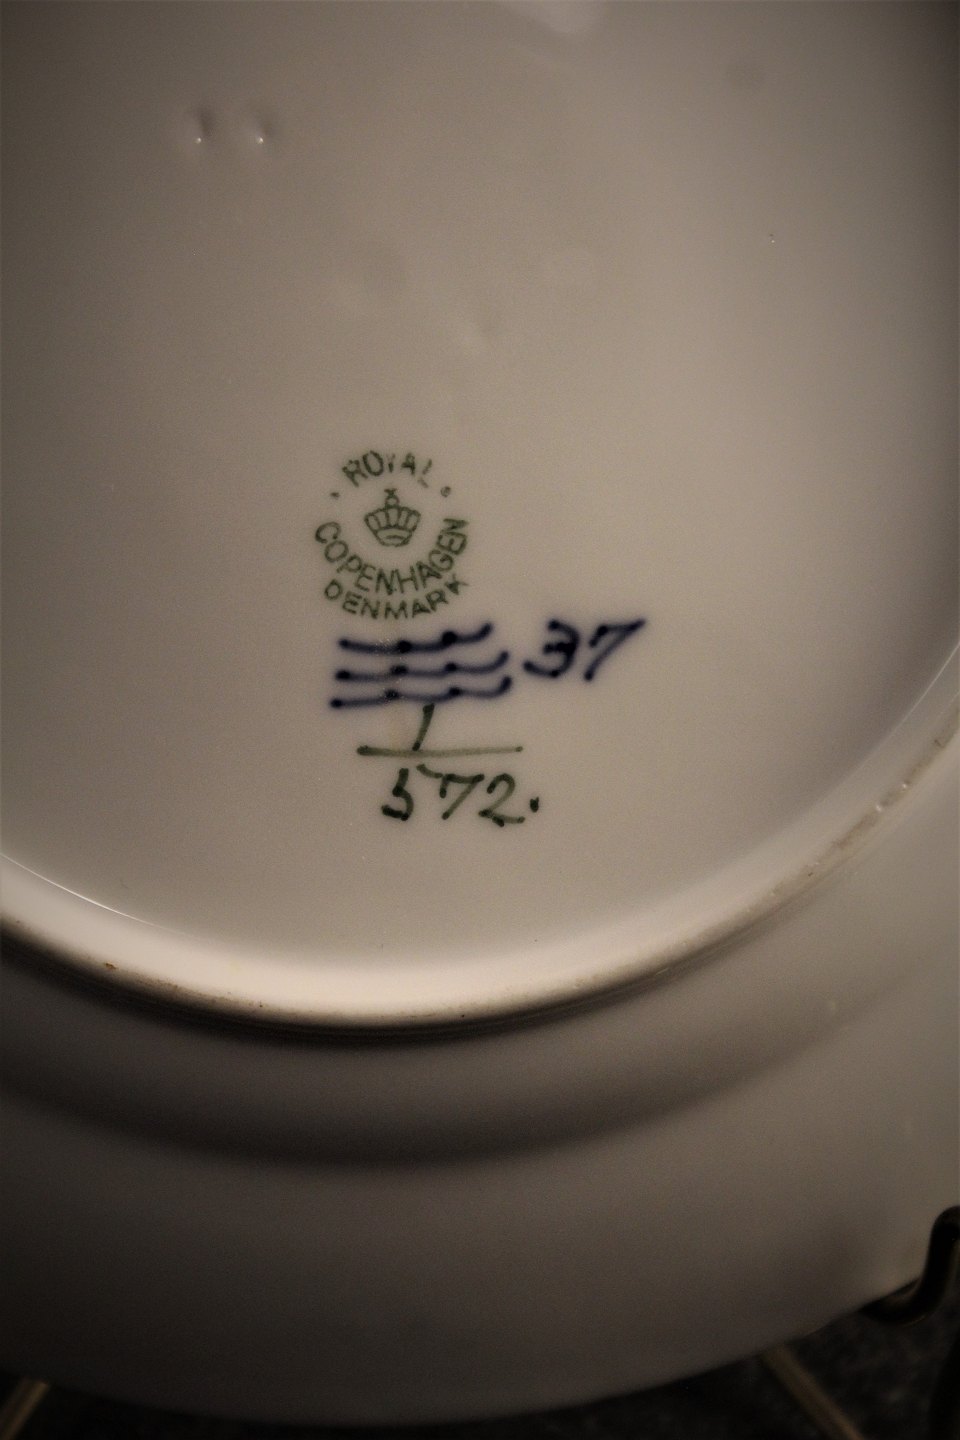 ROYAL
COPENHAGEN
DENMARK
37
1
572.